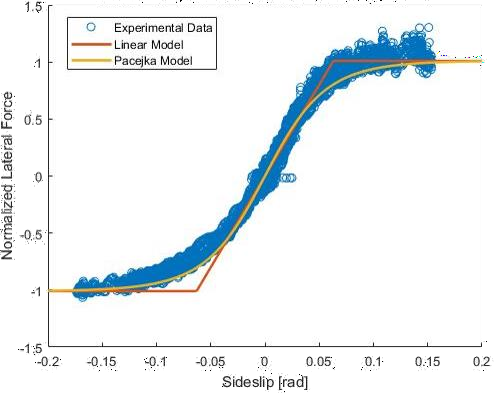 1.5
Experimental Data
Linear Model
Pacejka Model
1
0.5
0
-0.5
-1
-1.5
Normalized Lateral Force
-0.2 -0.15 -0.1 -0.05 0 0.05 0.1 0.15 0.2
Sideslip [rad]